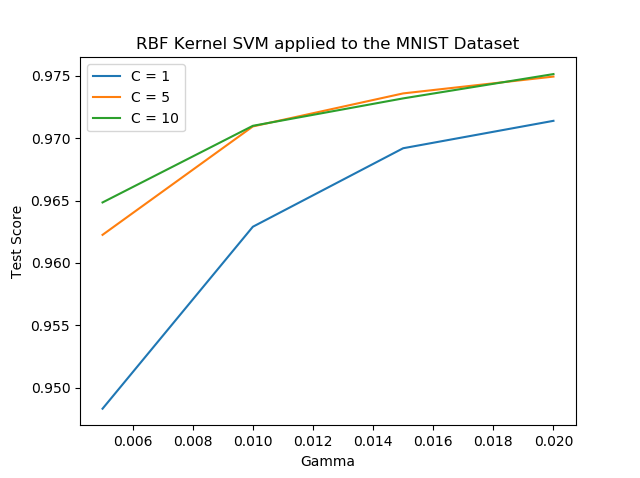 RBF Kernel SVM applied to the MNIST Dataset
C = 1
C = 5
C = 10
0.975
0.970
0.965
0.960
0.955
0.950
Test Score
0.006 0.008 0.010 0.012 0.014 0.016 0.018 0.020
Gamma